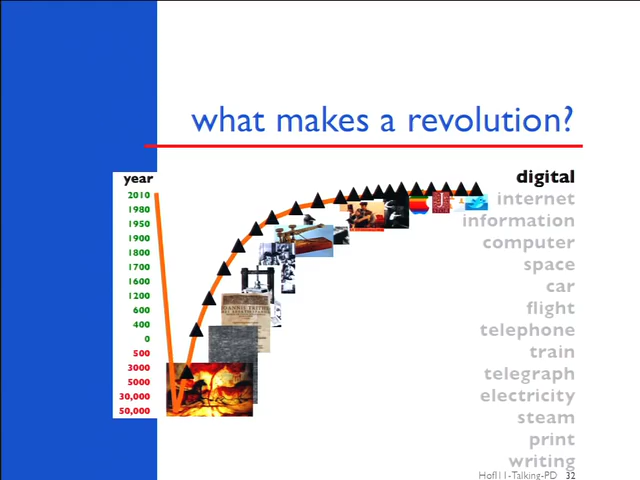 what makes a revolution?
year
2010
1980
1950
1900
1800
1700
1600
1200
600
400
0
500
3000
5000
30,000
50,000
digital
internet
information
computer
space
car
flight
telephone
train
telegraph
electricity
steam
print
writing
Hofl11-Talking-PD 32